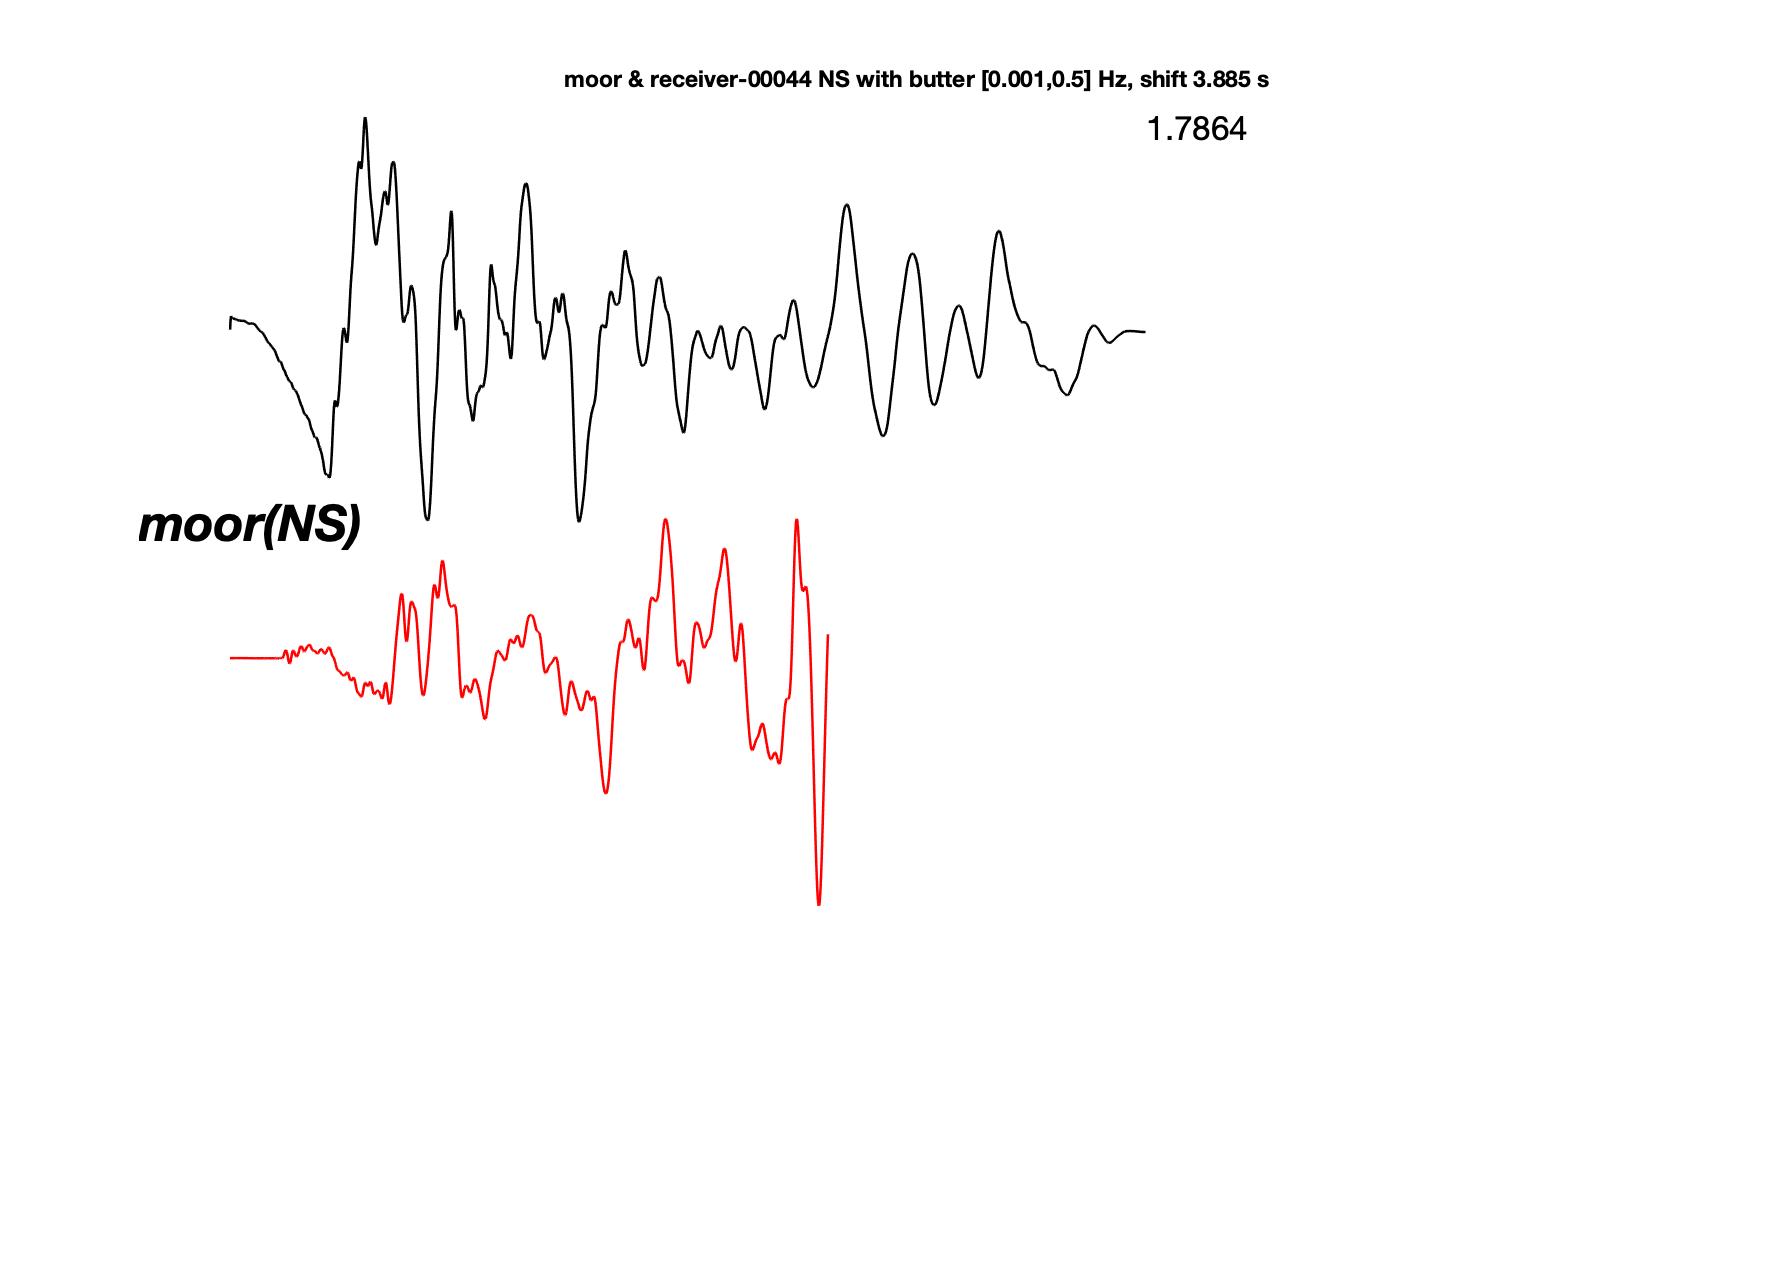 moor & receiver-00044 NS with butter [0.001,0.5] Hz, shift 3.885 s
1.7864
moor(NS)